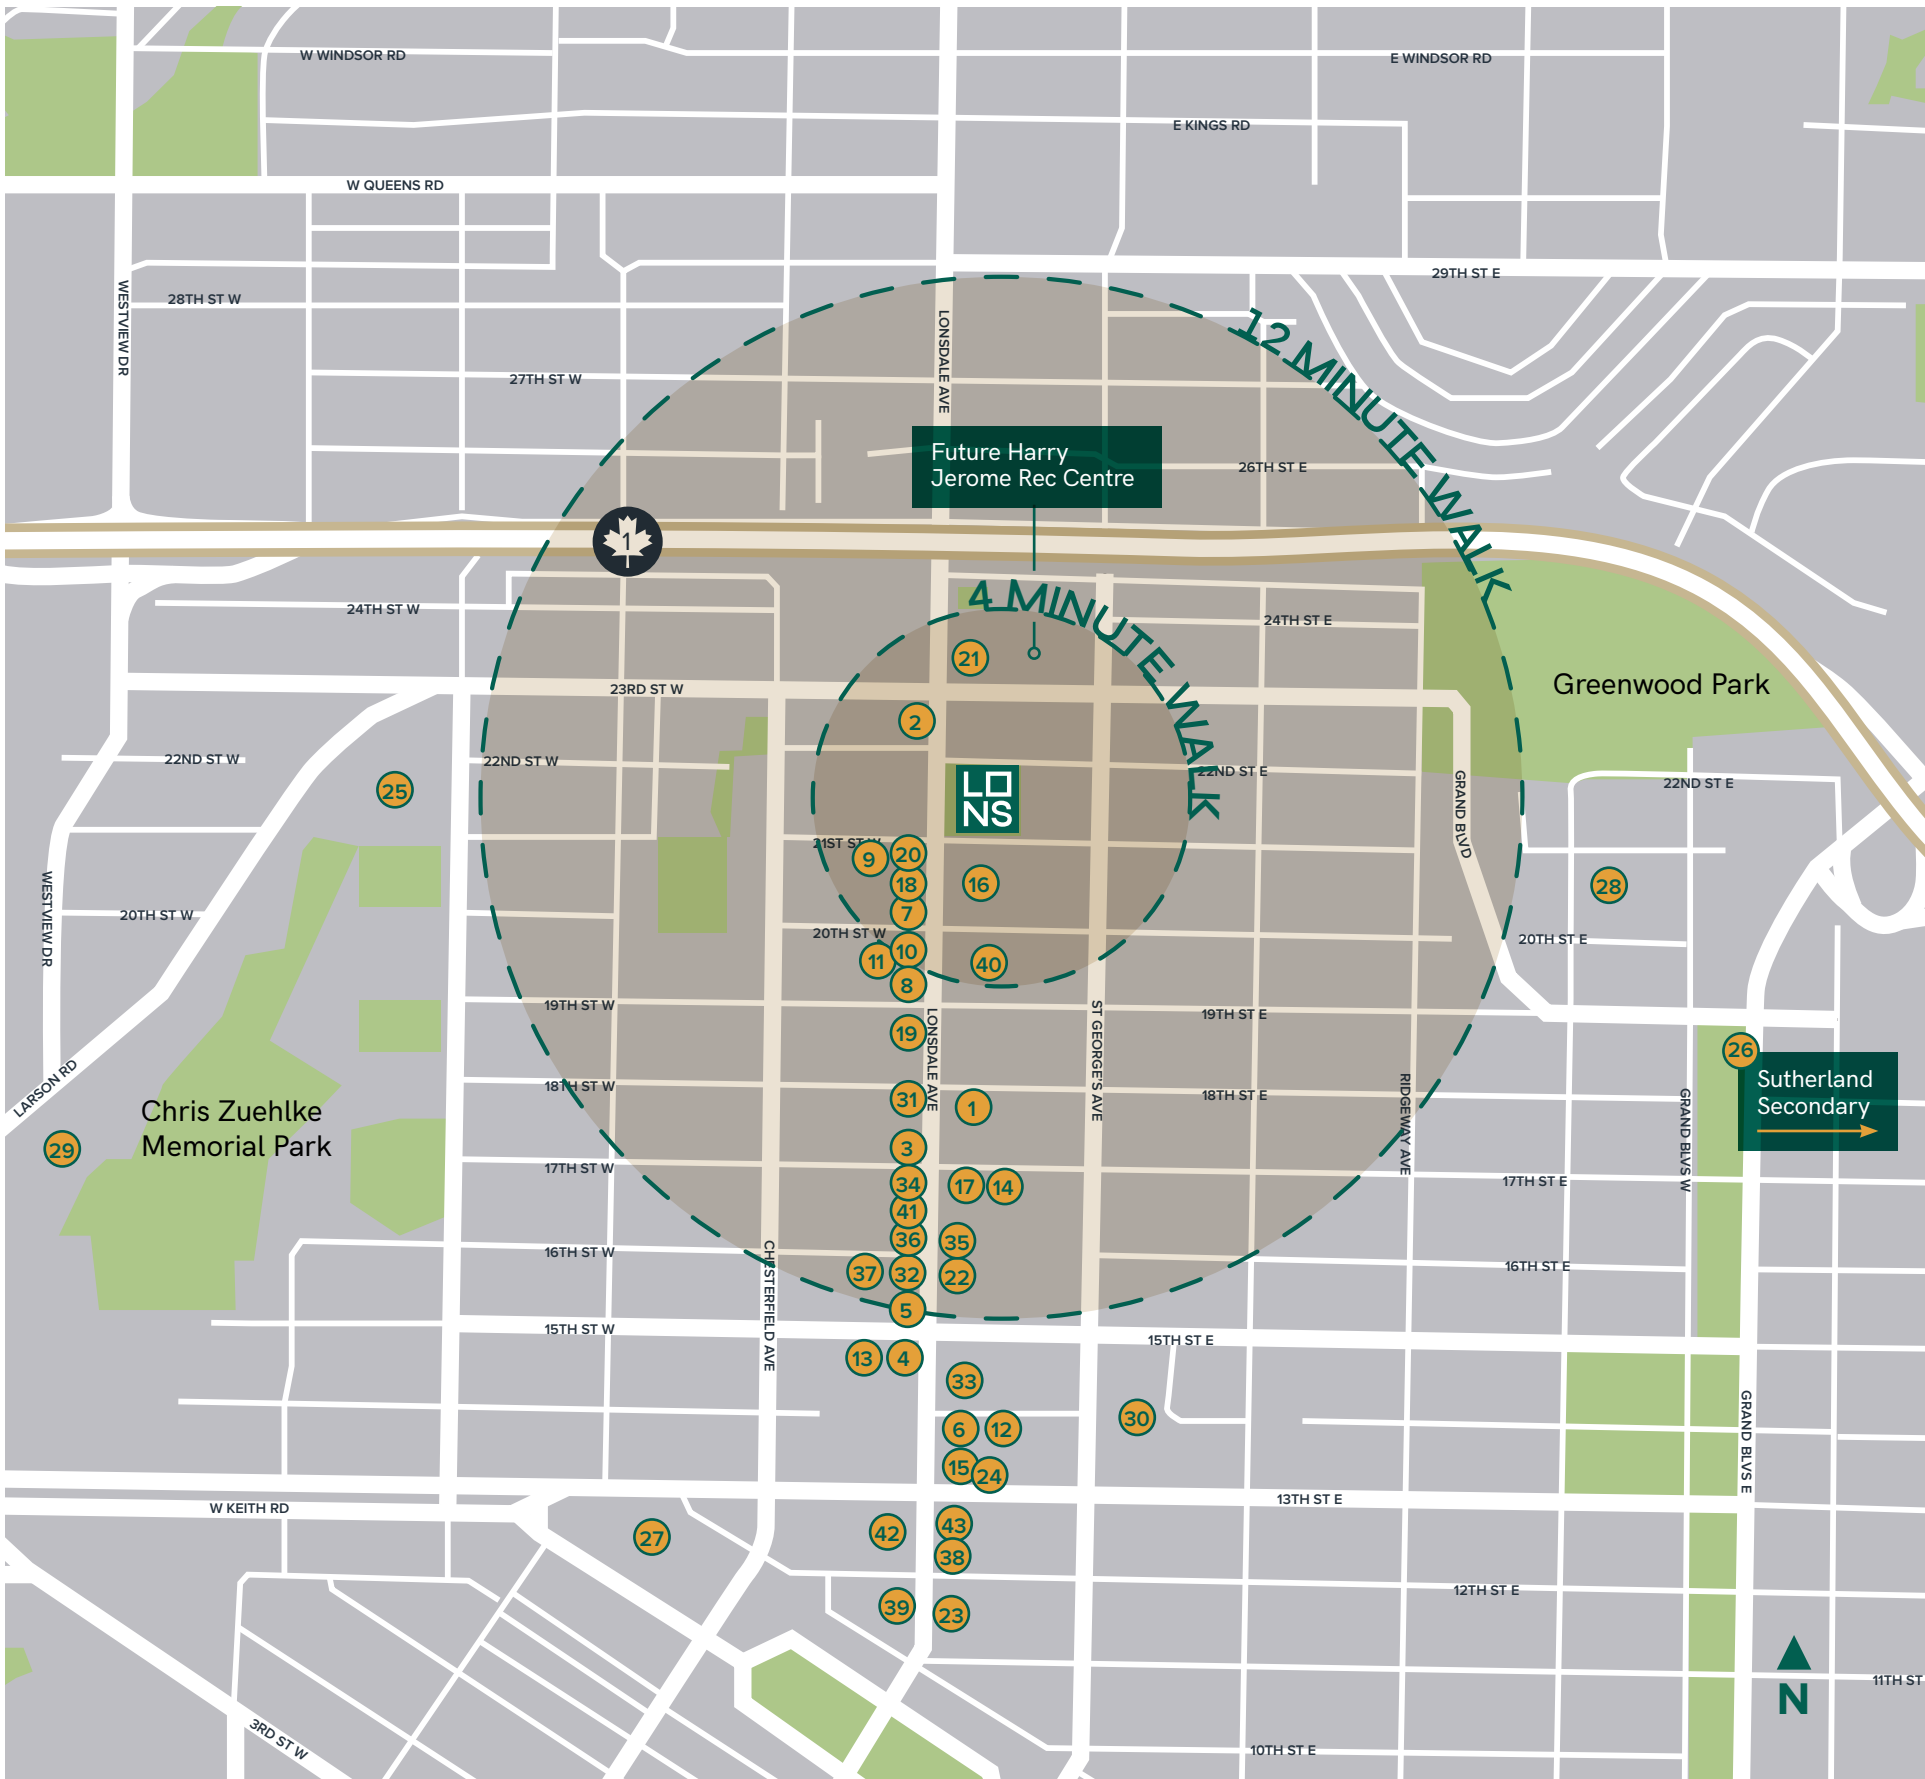 W WINDSOR RD
E WINDSOR RD
E KINGS RD
W QUEENS RD
29TH ST E
WESTVIEW DR
28TH ST W
LONSDALE AVE
12 MINUTE WALK
27TH ST W
Future Harry
Jerome Rec Centre
26TH ST E
1
24TH ST W
4 MINUTE WALK
24TH ST E
21
23RD ST W
Greenwood Park
2
22ND ST W
22ND ST W
22ND ST E
22ND ST E
25
LO
NS
GRAND BLVD
21ST ST W
9
20
18
16
28
7
WESTVIEW DR
20TH ST W
20TH ST W
20TH ST E
10
11
40
8
19TH ST W
19TH ST E
19
LONSDALE AVE
ST GEORGE'S AVE
26
Sutherland
Secondary
LARSON RD
18TH ST W
18TH ST E
RIDGEWAY AVE
GRAND BLVS W
31
1
Chris Zuehlke
Memorial Park
29
3
17TH ST W
17TH ST E
34
17
14
41
36
35
16TH ST W
16TH ST E
37
32
22
CHESTERFIELD AVE
5
15TH ST W
15TH ST E
13
4
33
30
6
12
GRAND BLVS E
15
24
W KEITH RD
13TH ST E
27
42
43
38
12TH ST E
39
23
11TH ST
N
3RD ST W
10TH ST E